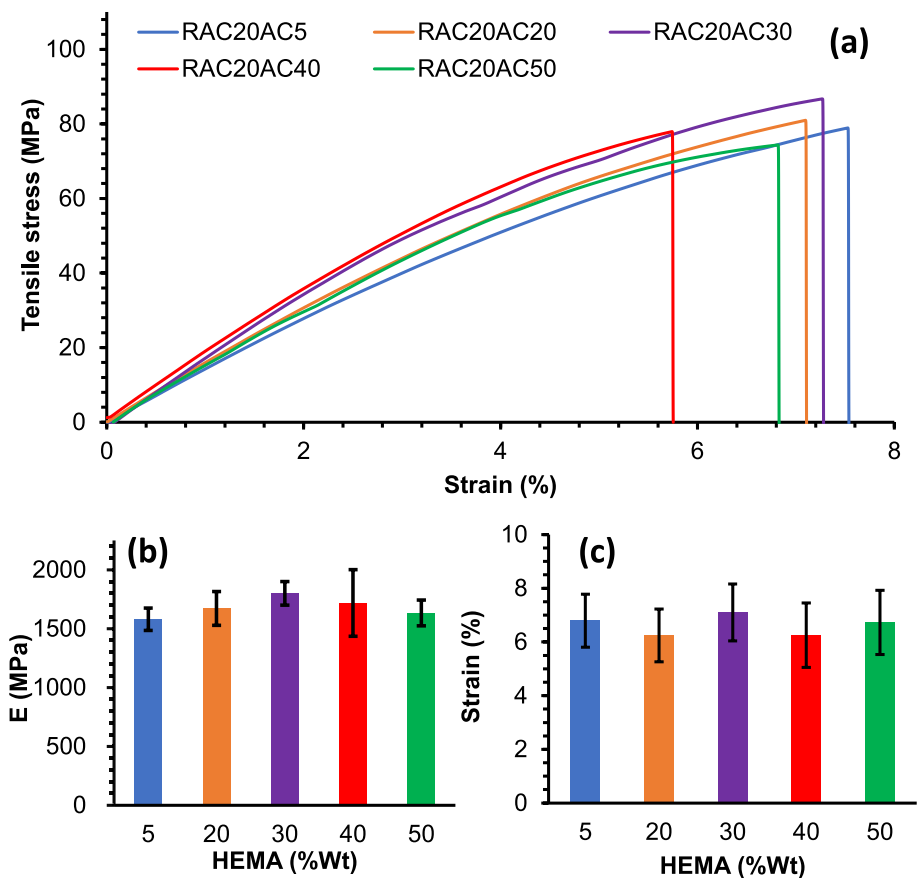 RAC20AC5 RAC20AC20 RAC20AC30
RAC20AC40 RAC20AC50
(a)
Tensile stress (MPa)
100
80
60
40
20
0
0 2 4 6 8
Strain (%)
(b)
E (MPa)
2000
1500
1000
500
0
5 20 30 40 50
HEMA (%Wt)
(c)
Strain (%)
10
8
6
4
2
0
5 20 30 40 50
HEMA (%Wt)